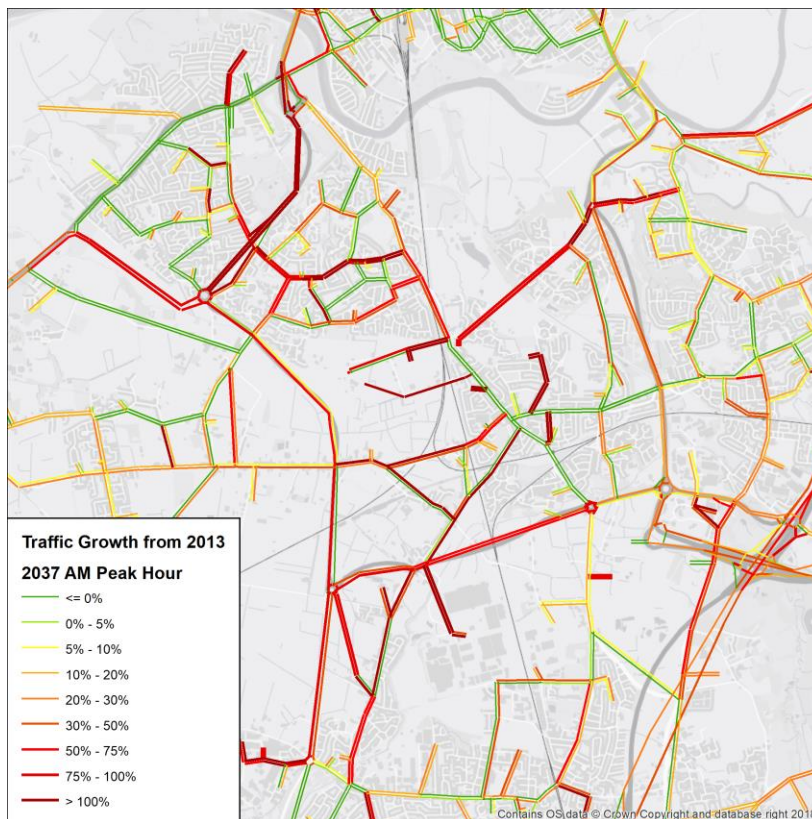 Traffic Growth from 2013
2037 AM Peak Hour
<= 0%
0% - 5%
5% - 10%
10% - 20%
20% - 30%
30% - 50%
50% - 75%
75% - 100%
> 100%
Contains OS data © Crown Copyright and database right